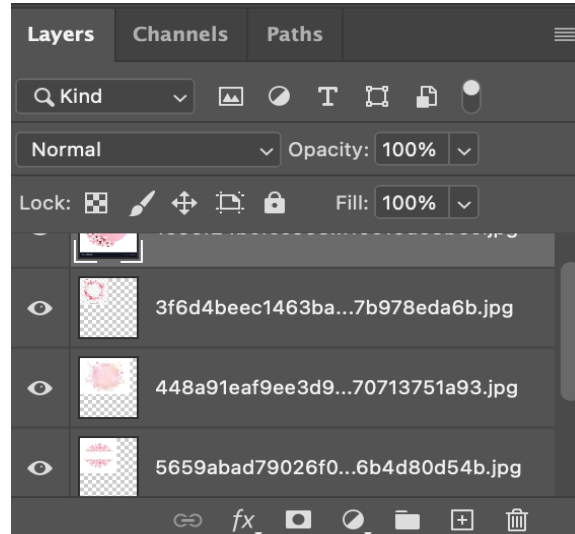 Layers Channels Paths
Kind
Normal Opacity: 100%
Lock: Fill: 100%
3f6d4beec1463ba...7b978eda6b.jpg
448a91eaf9ee3d9...70713751a93.jpg
5659abad79026f0...6b4d80d54b.jpg
fx